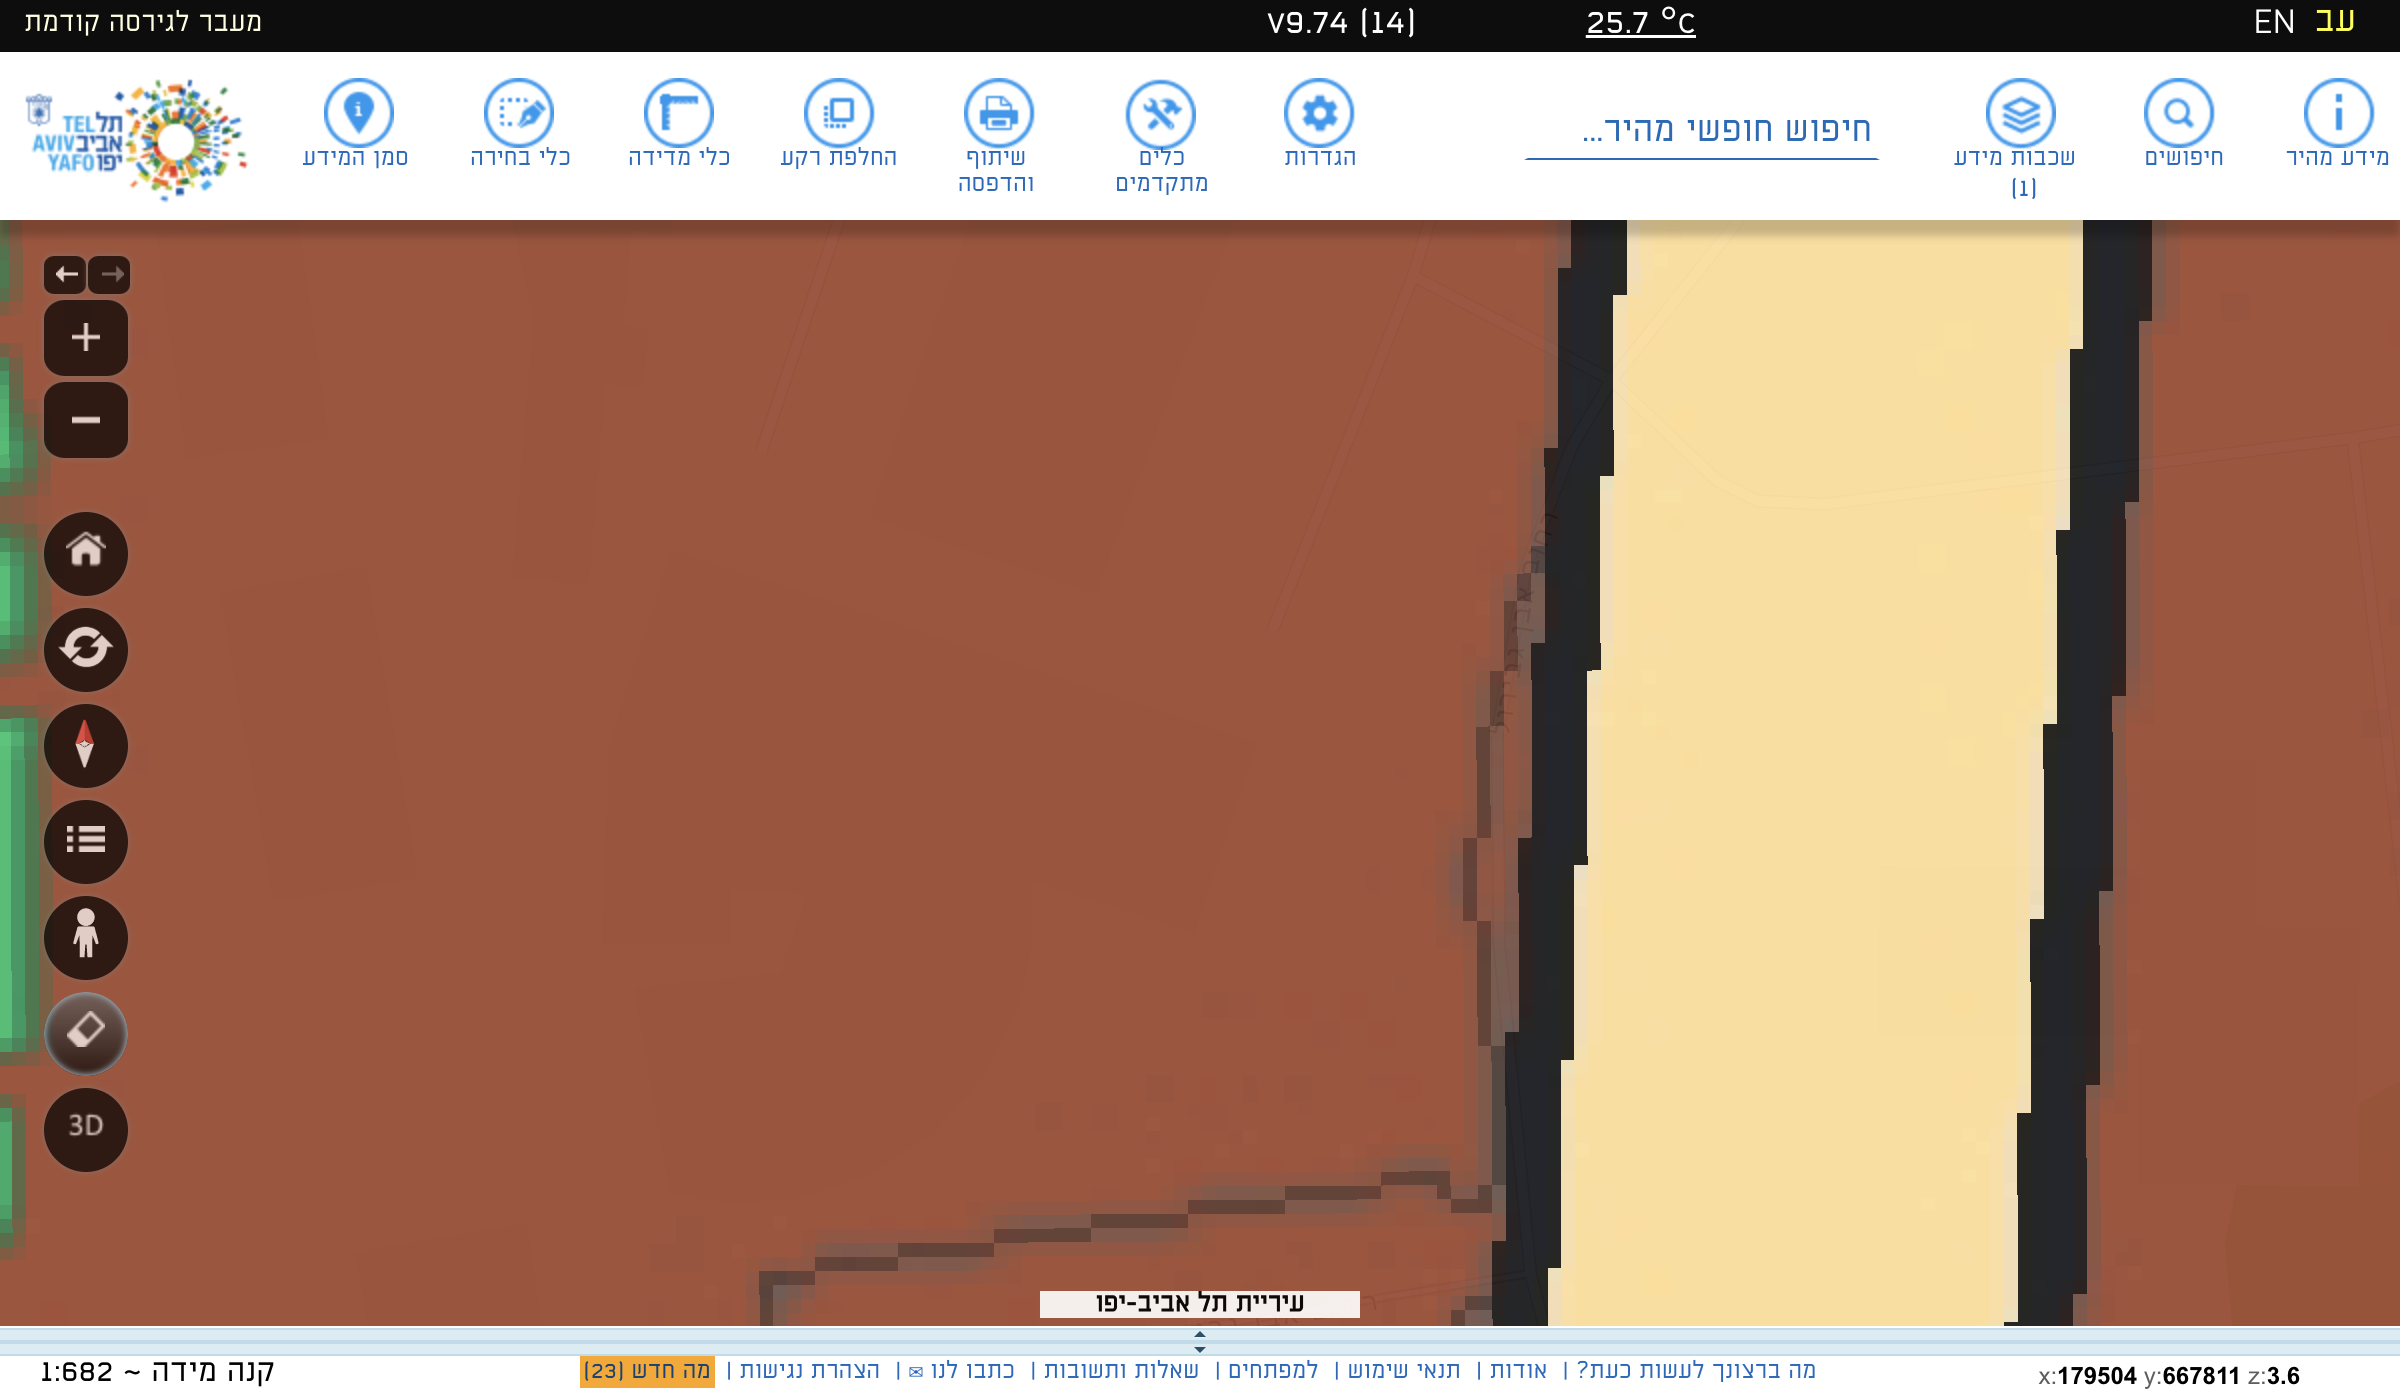 עב EN
25.7 °C
V9.74 (14)
מעבר לגירסה קודמת
מידע מהיר
חיפושים
שכבות מידע
(1)
חיפוש חופשי מהיר...
הגדרות
כלים
מתקדמים
שיתוף
והדפסה
החלפת רקע
כלי מדידה
כלי בחירה
סמן המידע
תל
אביב
יפו
TEL
AVIV
YAFO
3D
עיריית תל אביב-יפו
מה ברצונך לעשות כעת? | אודות | תנאי שימוש | למפתחים | שאלות ותשובות | כתבו לנו ✉ | הצהרת נגישות | מה חדש (23)
x:179504 y:667811 z:3.6
קנה מידה ~ 1:682